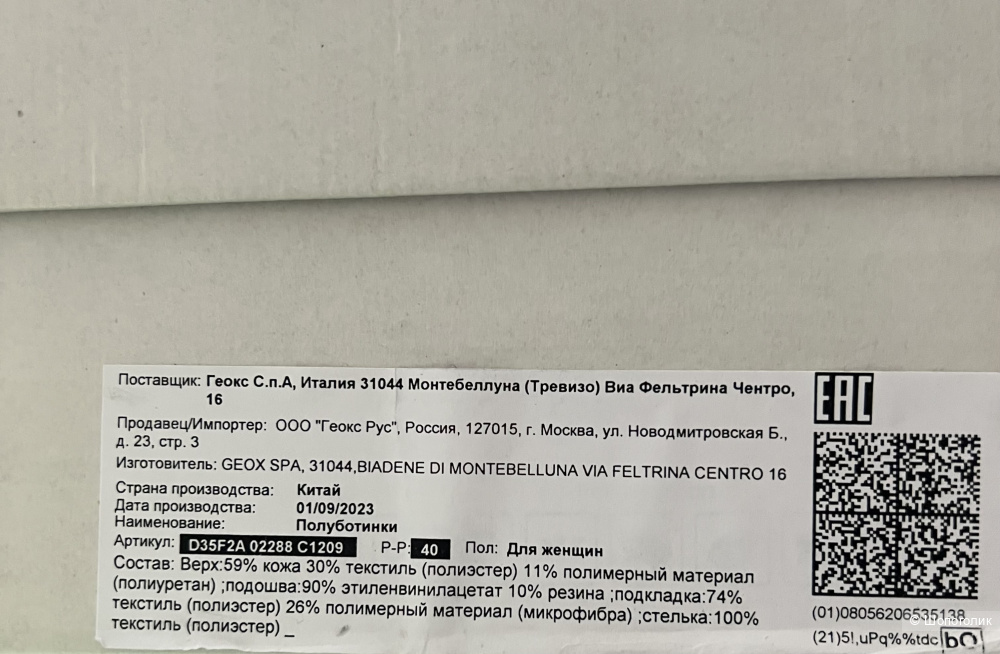 Поставщик: Геокс С.п.А, Италия 31044 Монтебеллуна (Тревизо) Виа Фельтрина Чентро,
16
EAC
Продавец/Импортер: ООО "Геокс Рус", Россия, 127015, г. Москва, ул. Новодмитровская Б.,
д. 23, стр. 3
Изготовитель: GEOX SPA, 31044,BIADENE DI MONTEBELLUNA VIA FELTRINA CENTRO 16
Страна производства: Китай
Дата производства: 01/09/2023
Наименование: Полуботинки
Артикул: D35F2A 02288 C1209 Р-Р: 40 Пол: Для женщин
Состав: Верх:59% кожа 30% текстиль (полиэстер) 11% полимерный материал
(полиуретан) ;подошва:90% этиленвинилацетат 10% резина ;подкладка:74%
текстиль (полиэстер) 26% полимерный материал (микрофибра) ;стелька:100%
текстиль (полиэстер) _
(01)08056206535138
© Шопоголик
(21)5!,uPq%%tdc